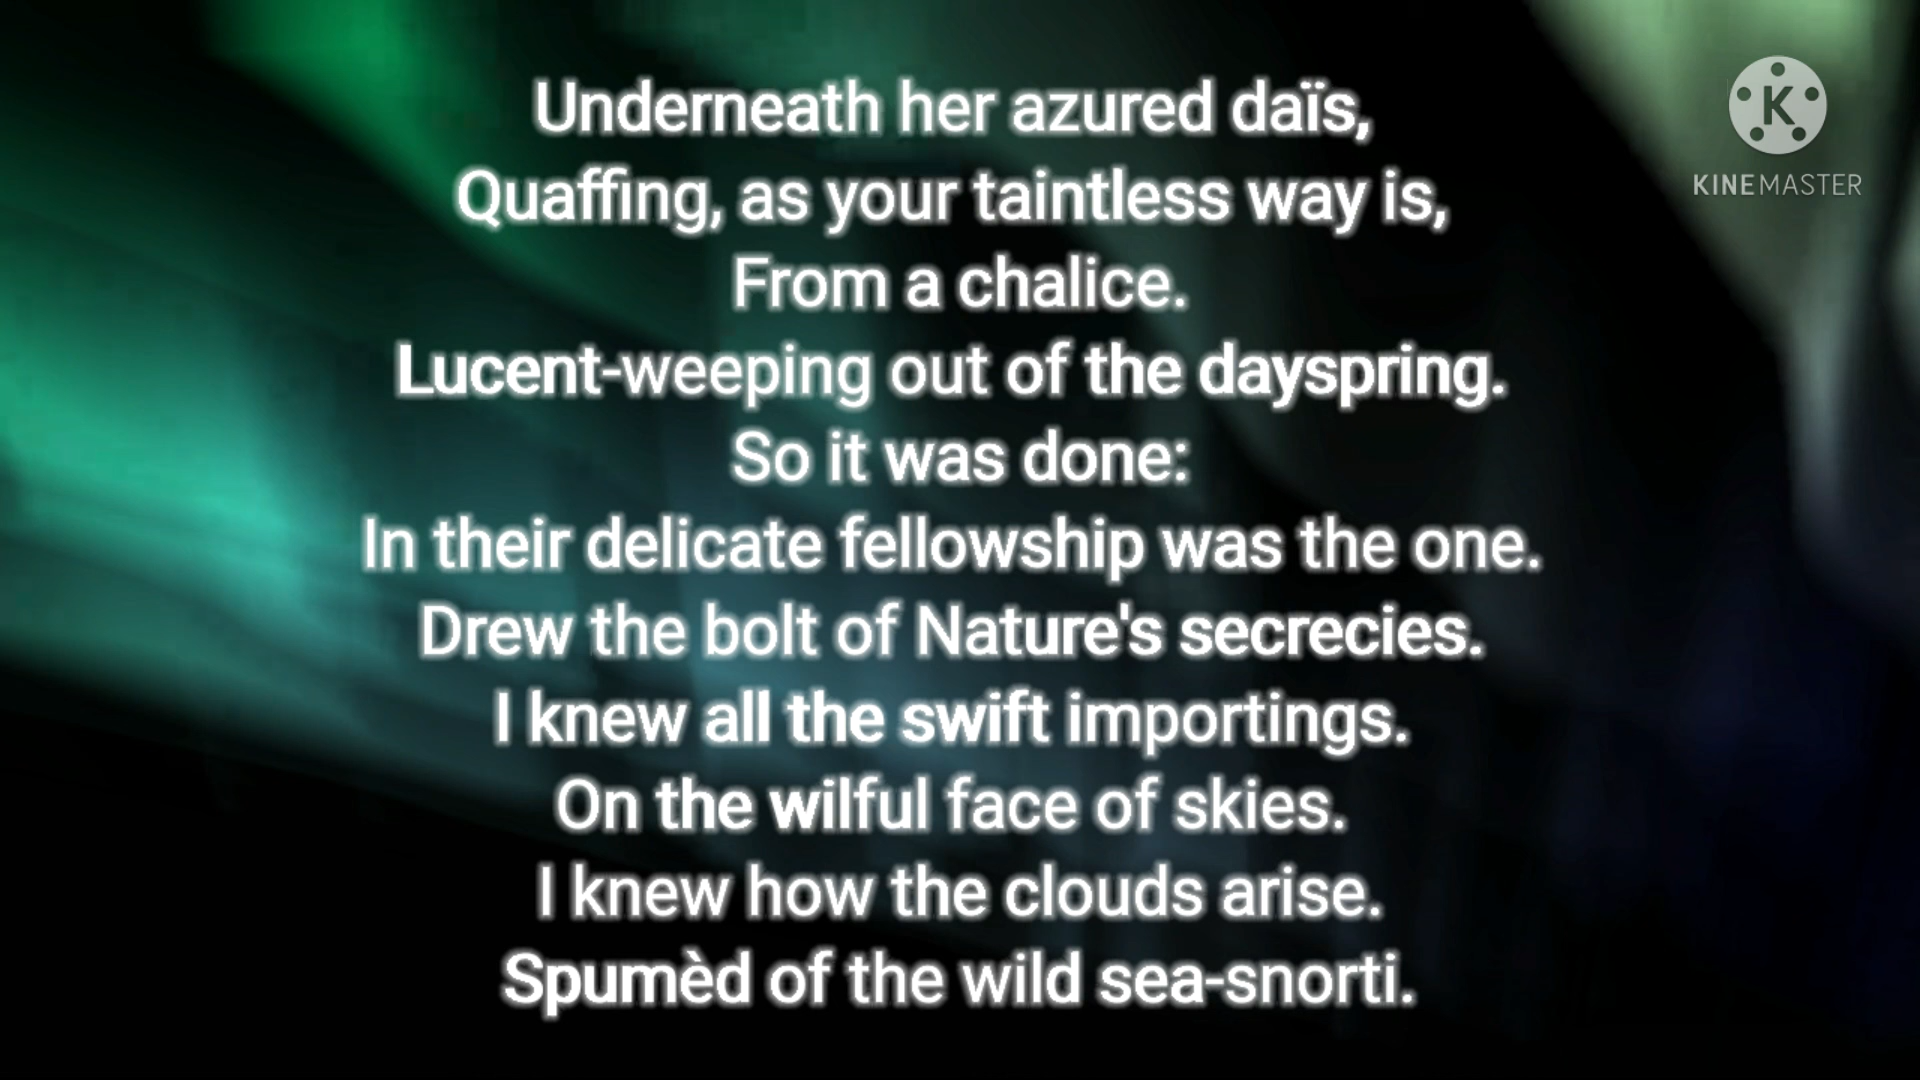 Underneath her azured daïs,
Quaffing, as your taintless way is,
From a chalice.
Lucent-weeping out of the dayspring.
So it was done:
In their delicate fellowship was the one.
Drew the bolt of Nature's secrecies.
I knew all the swift importings.
On the wilful face of skies.
I knew how the clouds arise.
Spumèd of the wild sea-snorti.
K
KINEMASTER